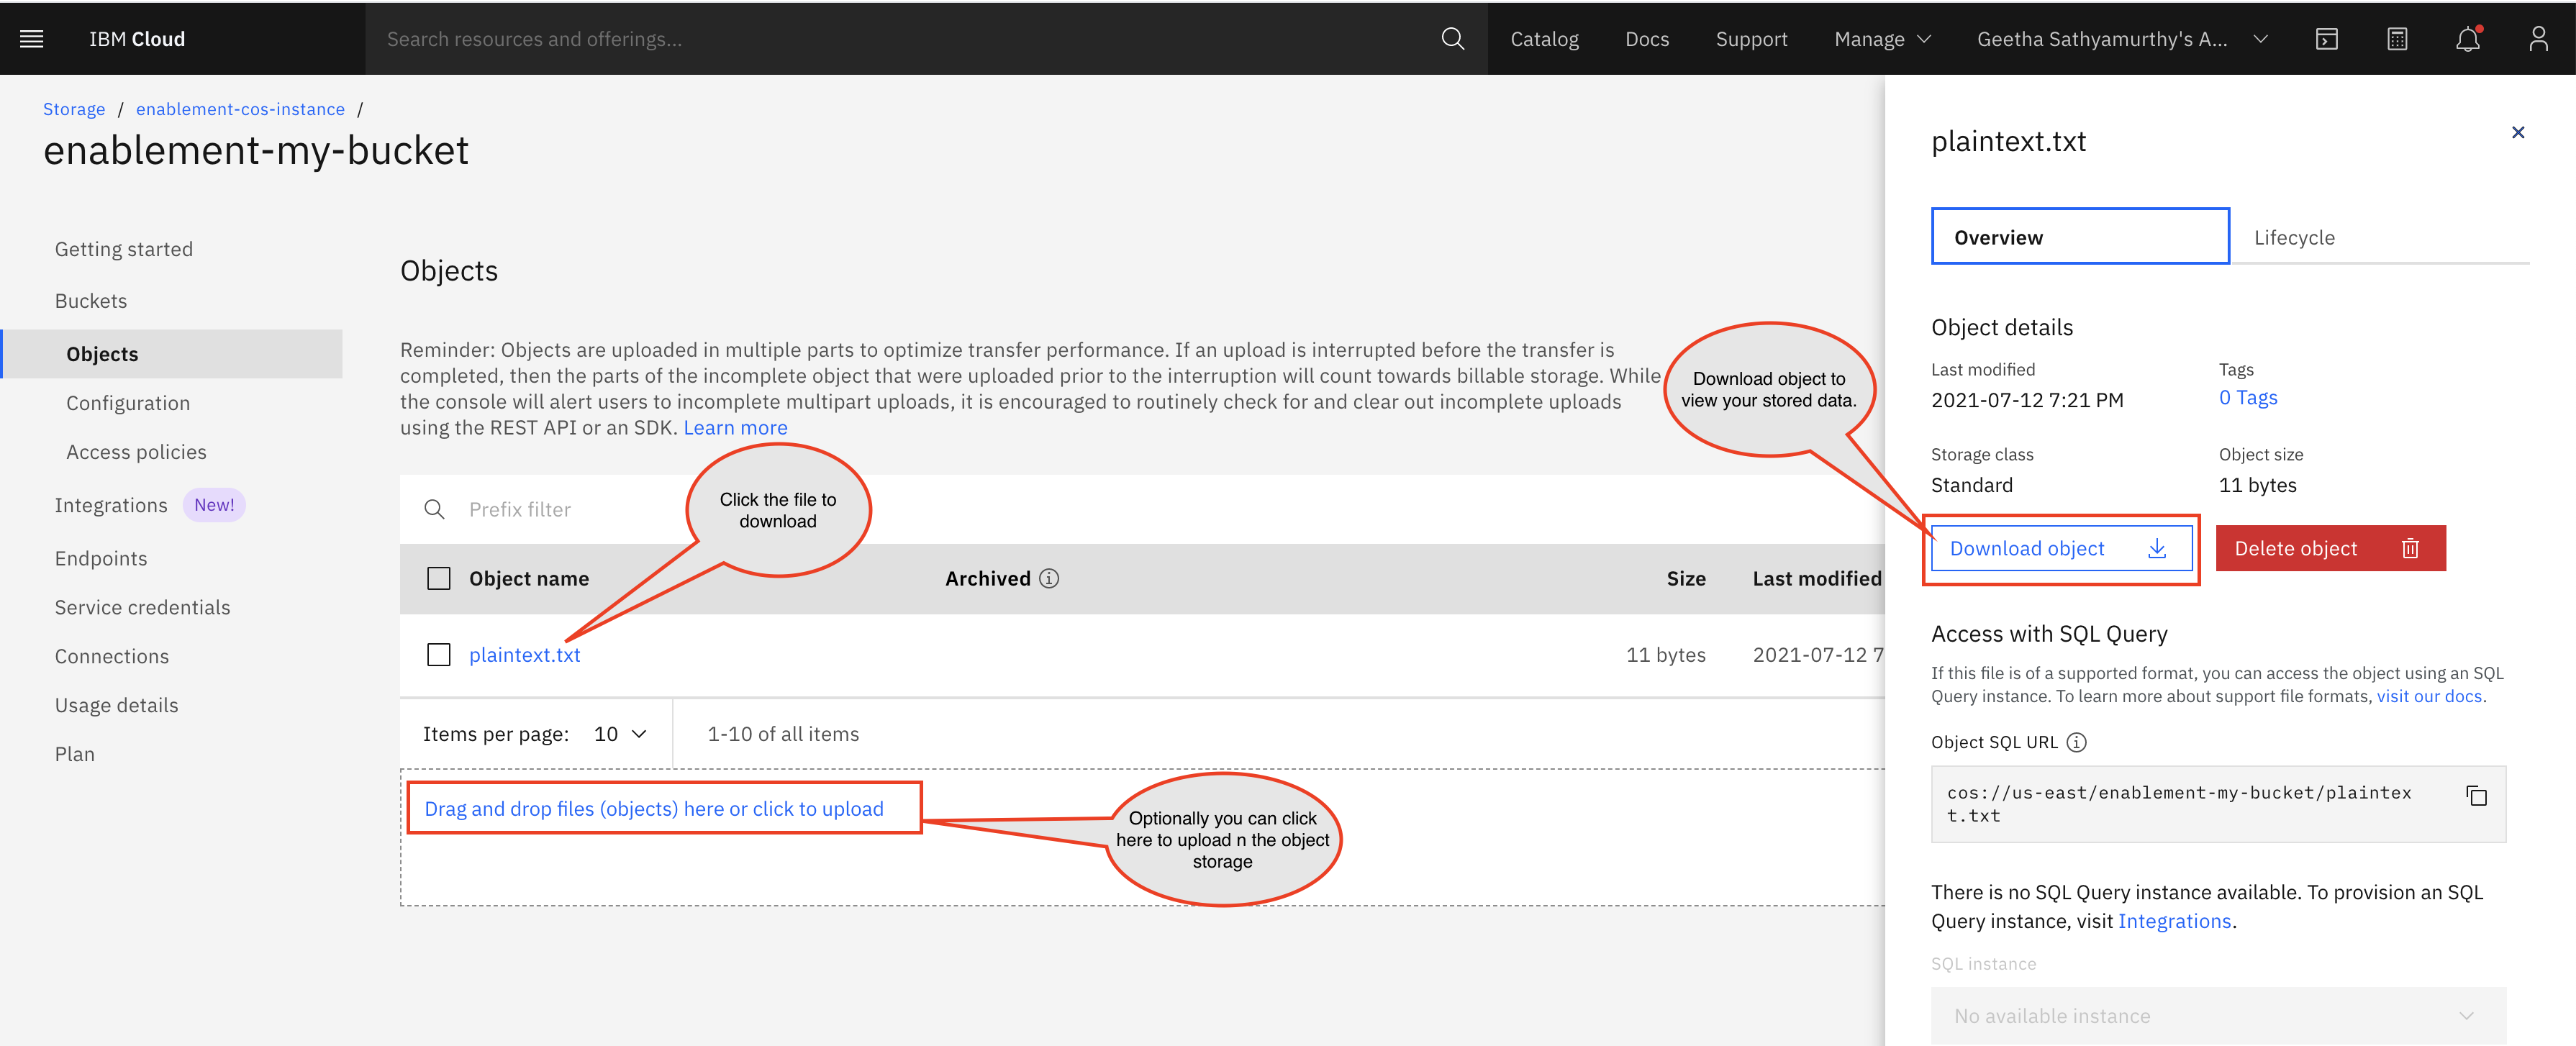 IBM Cloud
Search resources and offerings...
Catalog
Docs
Support
Manage
Geetha Sathyamurthy's A...
Storage / enablement-cos-instance /
enablement-my-bucket
Getting started
Buckets
Objects
Configuration
Access policies
Integrations New!
Endpoints
Service credentials
Connections
Usage details
Plan
Objects
Reminder: Objects are uploaded in multiple parts to optimize transfer performance. If an upload is interrupted before the transfer is
completed, then the parts of the incomplete object that were uploaded prior to the interruption will count towards billable storage. While
the console will alert users to incomplete multipart uploads, it is encouraged to routinely check for and clear out incomplete uploads
using the REST API or an SDK. Learn more
Click the file to
download
Prefix filter
Object name Archived Size Last modified
plaintext.txt 11 bytes 2021-07-12 7
Items per page: 10 1-10 of all items
Drag and drop files (objects) here or click to upload
Optionally you can click
here to upload n the object
storage
Download object to
view your stored data.
plaintext.txt
Overview
Lifecycle
Object details
Last modified
2021-07-12 7:21 PM
Tags
0 Tags
Storage class
Standard
Object size
11 bytes
Download object
Delete object
Access with SQL Query
If this file is of a supported format, you can access the object using an SQL
Query instance. To learn more about support file formats, visit our docs.
Object SQL URL
cos://us-east/enablement-my-bucket/plaintex
t.txt
There is no SQL Query instance available. To provision an SQL
Query instance, visit Integrations.
SQL instance
No available instance